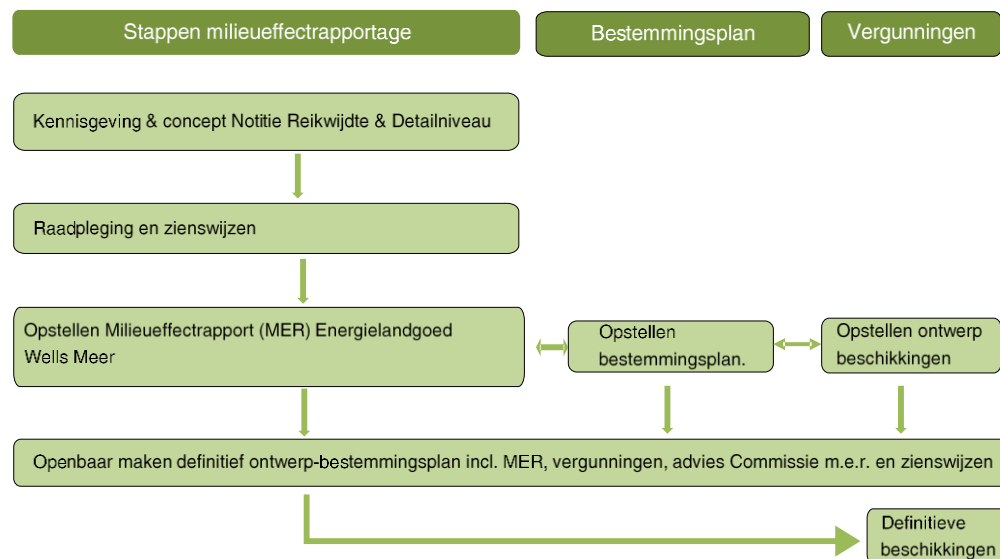 Stappen milieueffectrapportage
Bestemmingsplan
Vergunningen
Kennisgeving & concept Notitie Reikwijdte & Detailniveau
Raadpleging en zienswijzen
Opstellen Milieueffectrapport (MER) Energielandgoed
Wells Meer
Opstellen
bestemmingsplan.
Opstellen ontwerp
beschikkingen
Openbaar maken definitief ontwerp-bestemmingsplan incl. MER, vergunningen, advies Commissie m.e.r. en zienswijzen
Definitieve
beschikkingen